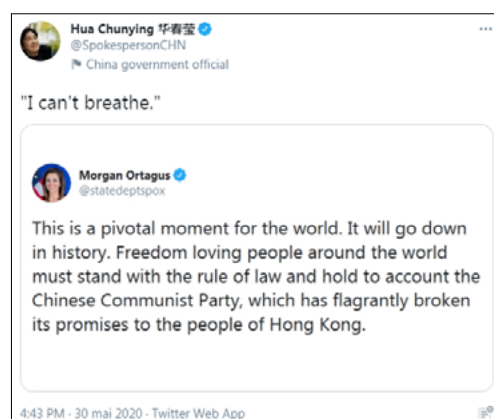 Hua Chunying 华春莹
@SpokespersonCHN
China government official
"I can't breathe."
Morgan Ortagus
@statedeptspox
This is a pivotal moment for the world. It will go down
in history. Freedom loving people around the world
must stand with the rule of law and hold to account the
Chinese Communist Party, which has flagrantly broken
its promises to the people of Hong Kong.
4:43 PM · 30 mai 2020 · Twitter Web App